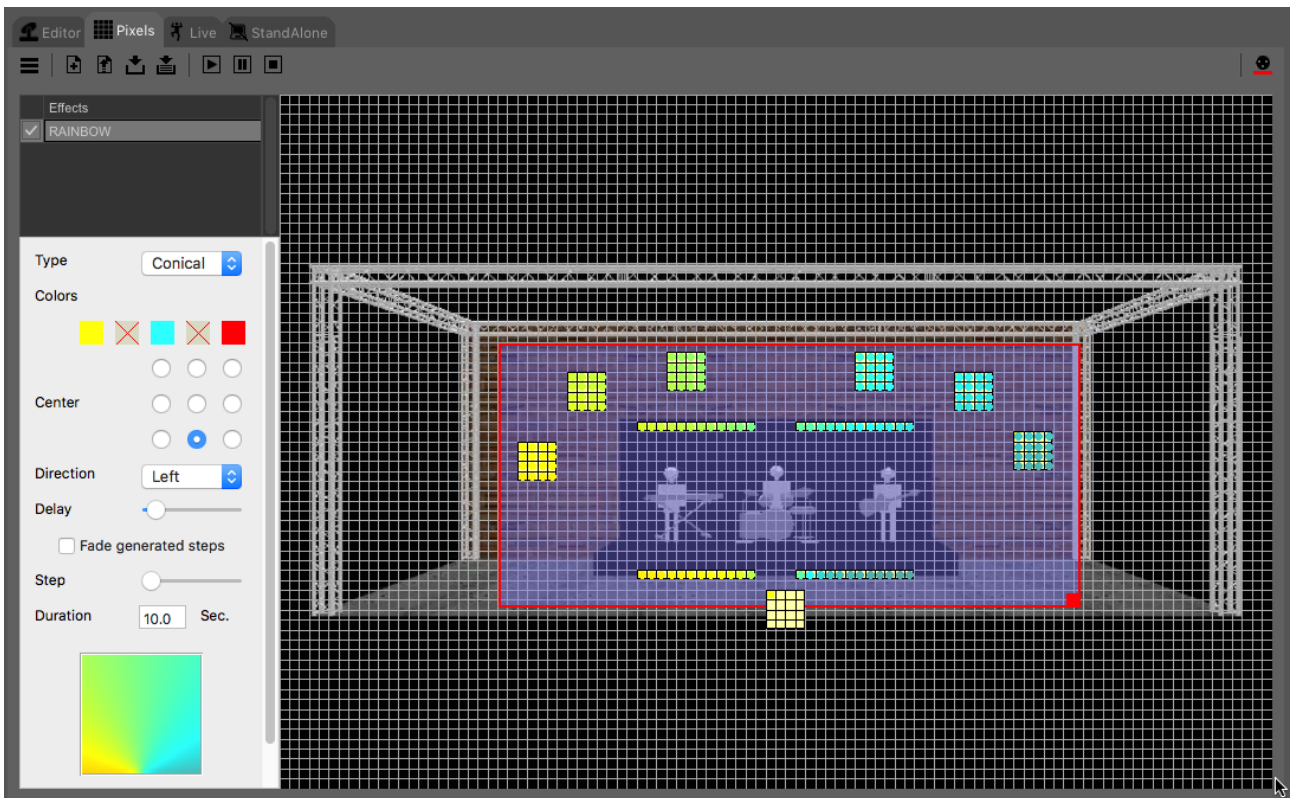 Editor Pixels Live StandAlone
Effects
RAINBOW
Type Conical
Colors
Center
Direction Left
Delay
Fade generated steps
Step
Duration 10.0 Sec.